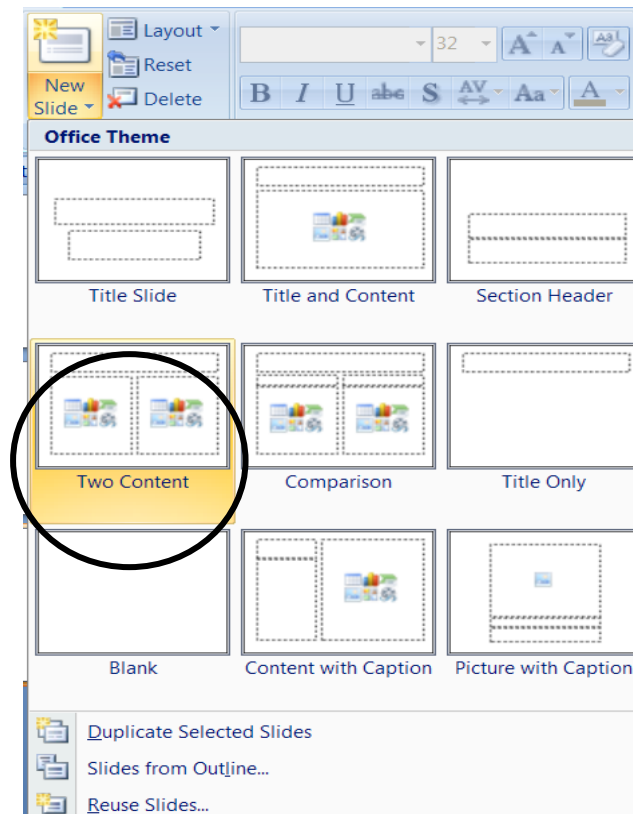 Layout
Reset
New
Slide
Delete
32
A A Aa
B I U abc S AV Aa A
Office Theme
Title Slide Title and Content Section Header
Two Content Comparison Title Only
Blank Content with Caption Picture with Caption
Duplicate Selected Slides
Slides from Outline...
Reuse Slides...